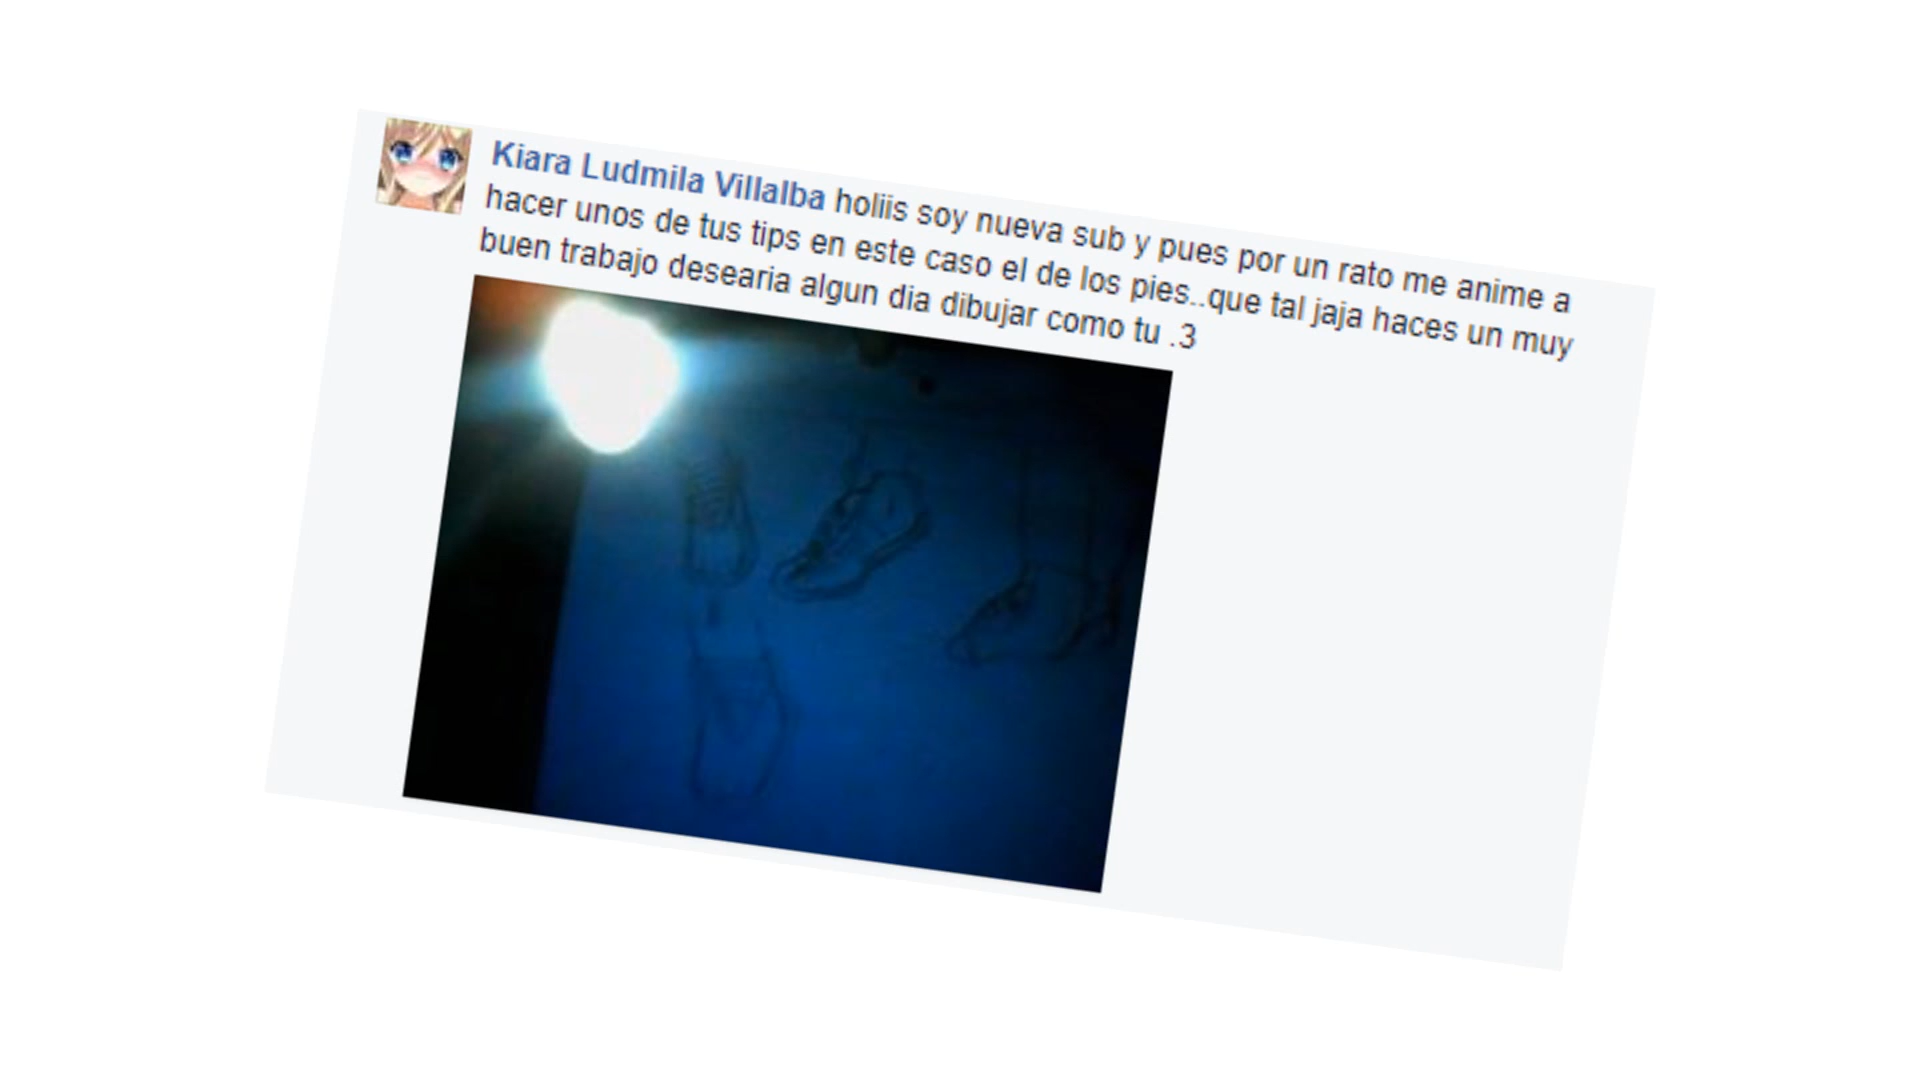 Kiara Ludmila Villalba holiis soy nueva sub y pues por un rato me anime a
hacer unos de tus tips en este caso el de los pies..que tal jaja haces un muy
buen trabajo desearia algun dia dibujar como tu .3